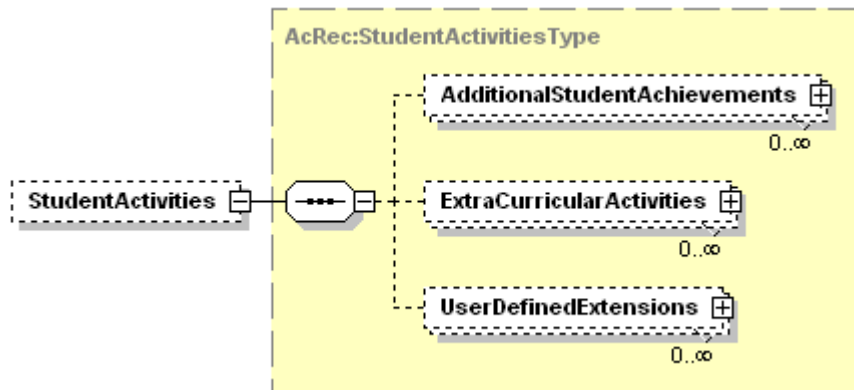 AcRec:StudentActivitiesType
AdditionalStudentAchievements
0..∞
StudentActivities
ExtraCurricularActivities
0..∞
UserDefinedExtensions
0..∞